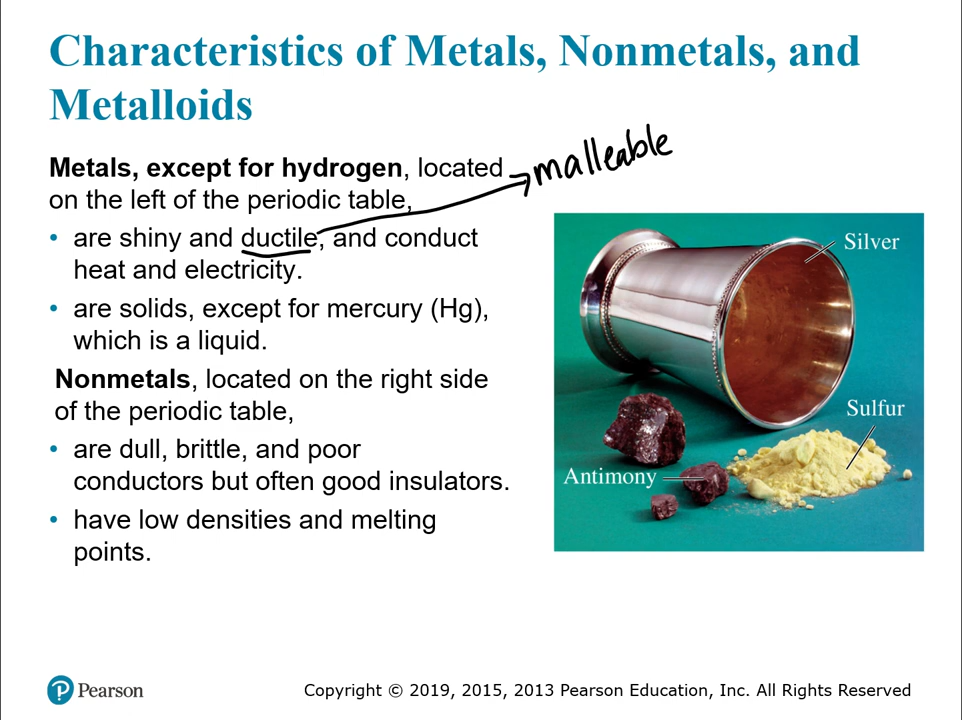 Characteristics of Metals, Nonmetals, and
Metalloids
malleable
Metals, except for hydrogen, located
on the left of the periodic table,
• are shiny and ductile, and conduct
heat and electricity.
• are solids, except for mercury (Hg),
which is a liquid.
Nonmetals, located on the right side
of the periodic table,
• are dull, brittle, and poor
conductors but often good insulators.
• have low densities and melting
points.
Silver
Sulfur
Antimony
Pearson
Copyright © 2019, 2015, 2013 Pearson Education, Inc. All Rights Reserved